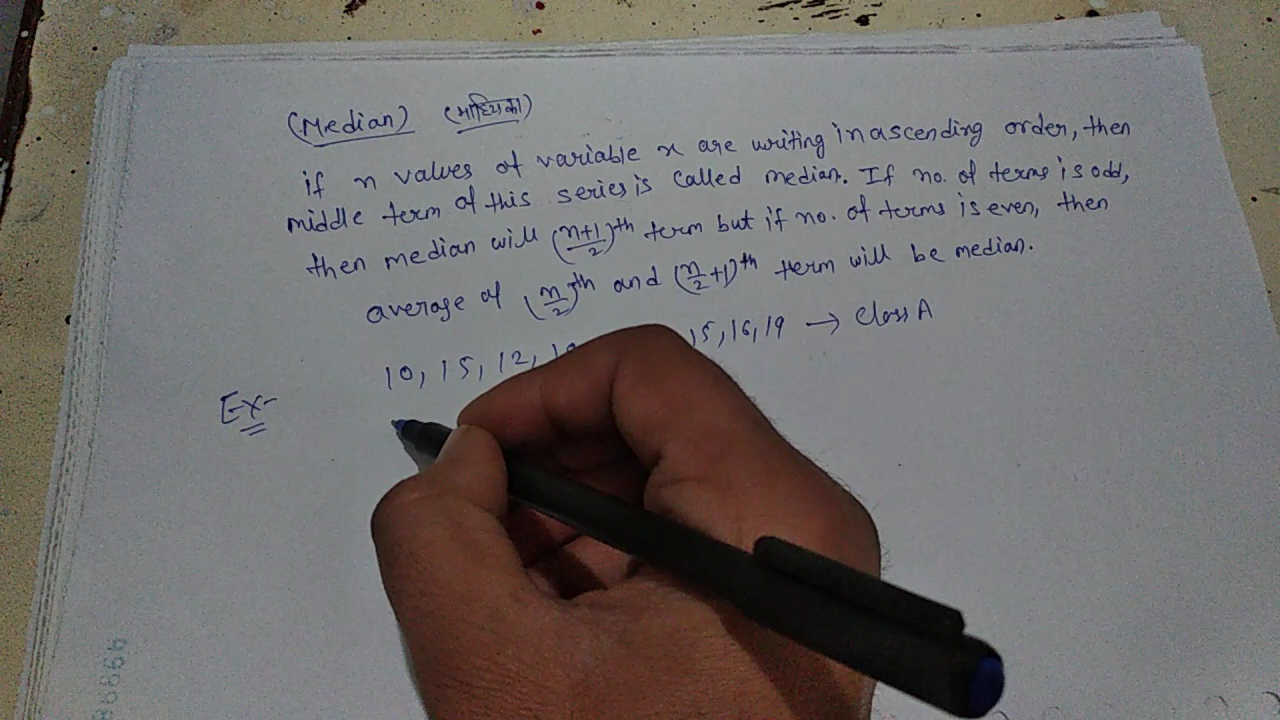 (Median) (माध्यिका)
if n values of variable x are writing in ascending order, then
middle term of this series is called median. If no. of terms is odd,
then median will (n+1/2)th term but if no. of terms is even, then
average of (n/2)th and (n/2+1)th term will be median.
Ex- 10, 15, 12, 15, 16, 19 → Class A